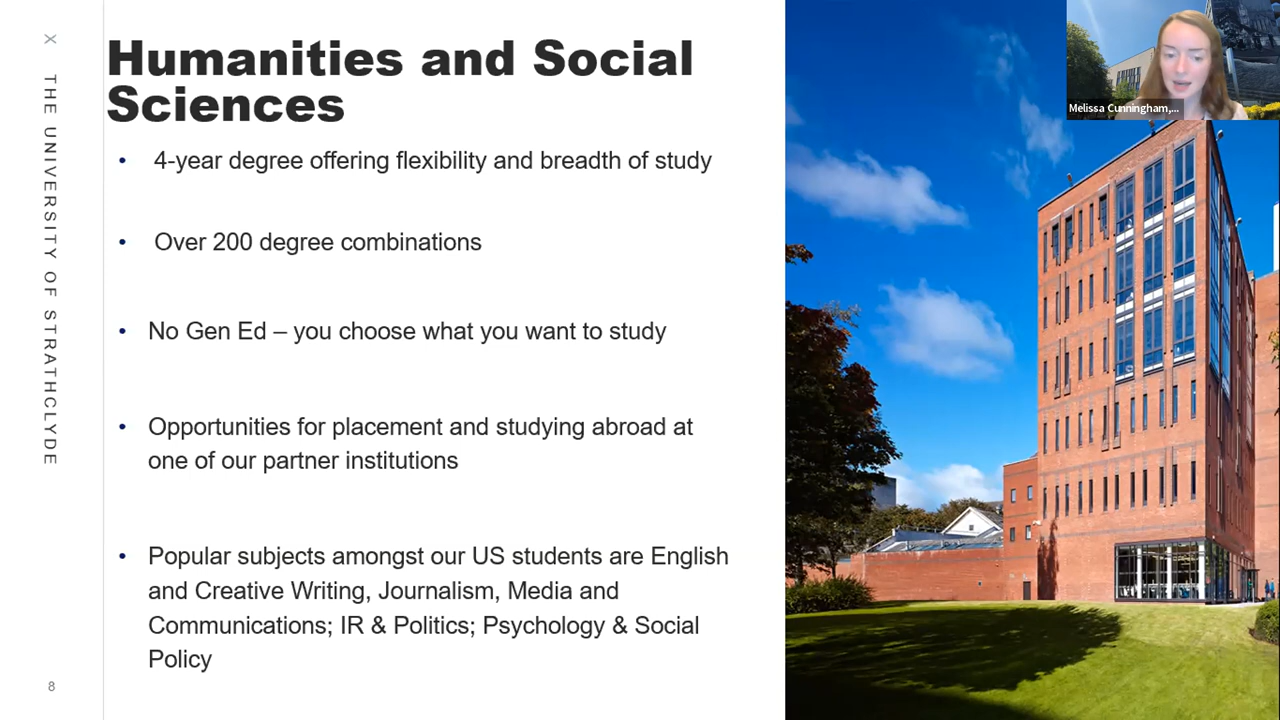 X THE UNIVERSITY OF STRATHCLYDE
Humanities and Social
Sciences
• 4-year degree offering flexibility and breadth of study
• Over 200 degree combinations
• No Gen Ed – you choose what you want to study
• Opportunities for placement and studying abroad at
one of our partner institutions
• Popular subjects amongst our US students are English
and Creative Writing, Journalism, Media and
Communications; IR & Politics; Psychology & Social
Policy
8
Melissa Cunningham,...